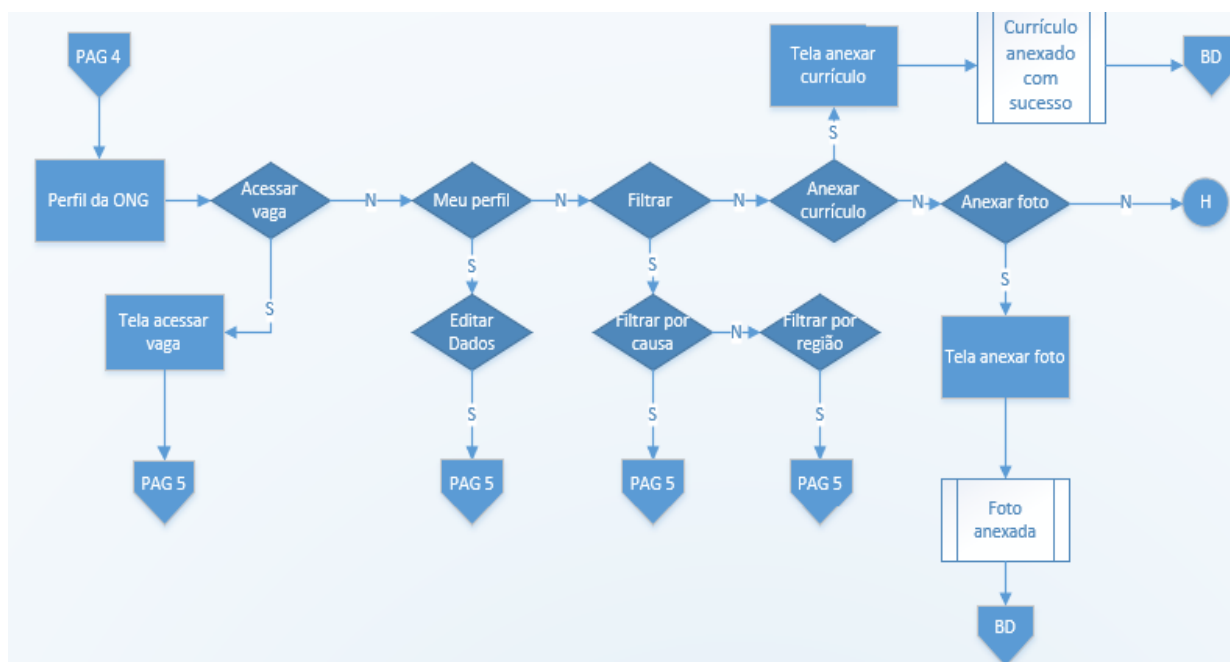 PAG 4
Tela anexar
currículo
Currículo
anexado
com
sucesso
BD
S
Perfil da ONG
Acessar
vaga
N
Meu perfil
N
Filtrar
N
Anexar
currículo
N
Anexar foto
N
H
S
S
S
S
Tela acessar
vaga
Editar
Dados
Filtrar por
causa
N
Filtrar por
região
Tela anexar foto
S
S
S
PAG 5
PAG 5
PAG 5
PAG 5
Foto
anexada
BD